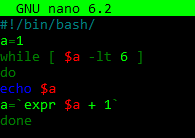 GNU nano 6.2
#!/bin/bash/
a=1
while [ $a -lt 6 ]
do
echo $a
a=`expr $a + 1`
done